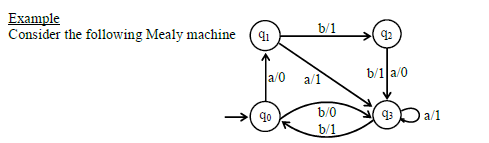 Example
Consider the following Mealy machine
q1
b/1
q2
a/0
a/1
b/1
a/0
q0
b/0
b/1
q3
a/1